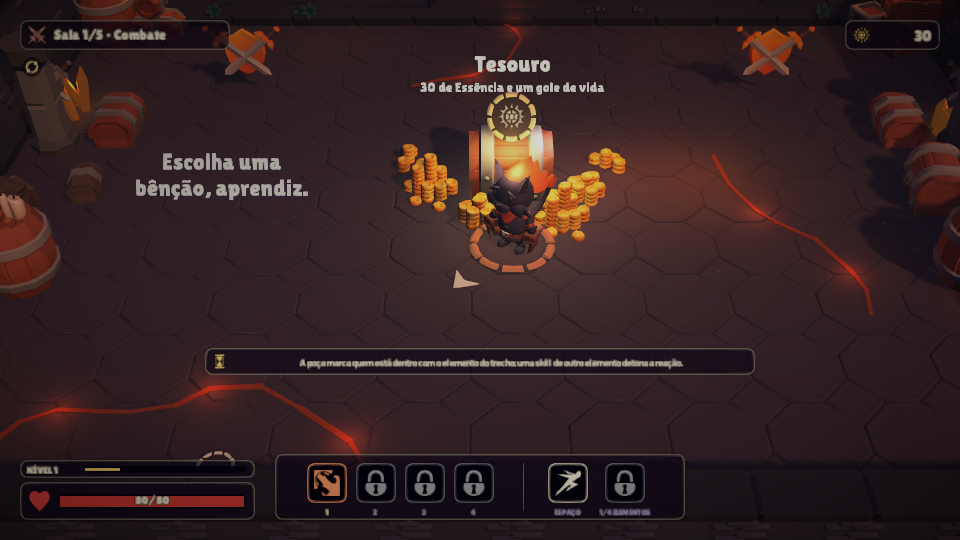 Sala 1/5 · Combate
30
Tesouro
30 de Essência e um gole de vida
Escolha uma
bênção, aprendiz.
A poça marca quem está dentro com o elemento do trecho: uma skill de outro elemento detona a reação.
NÍVEL 1
80/80
1
2
3
4
ESPAÇO
1/4 ELEMENTOS